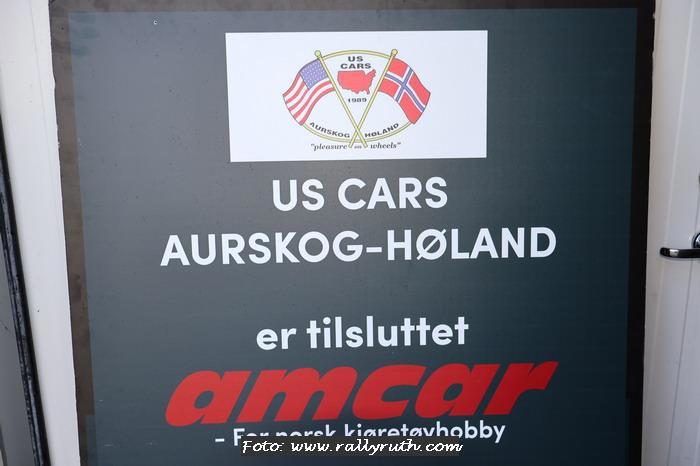 US
CARS
1989
AURSKOG HØLAND
"pleasure on wheels"
US CARS
AURSKOG-HØLAND
er tilsluttet
amcar
- For norsk kjøretøyhobby
Foto: www.rallyruth.com